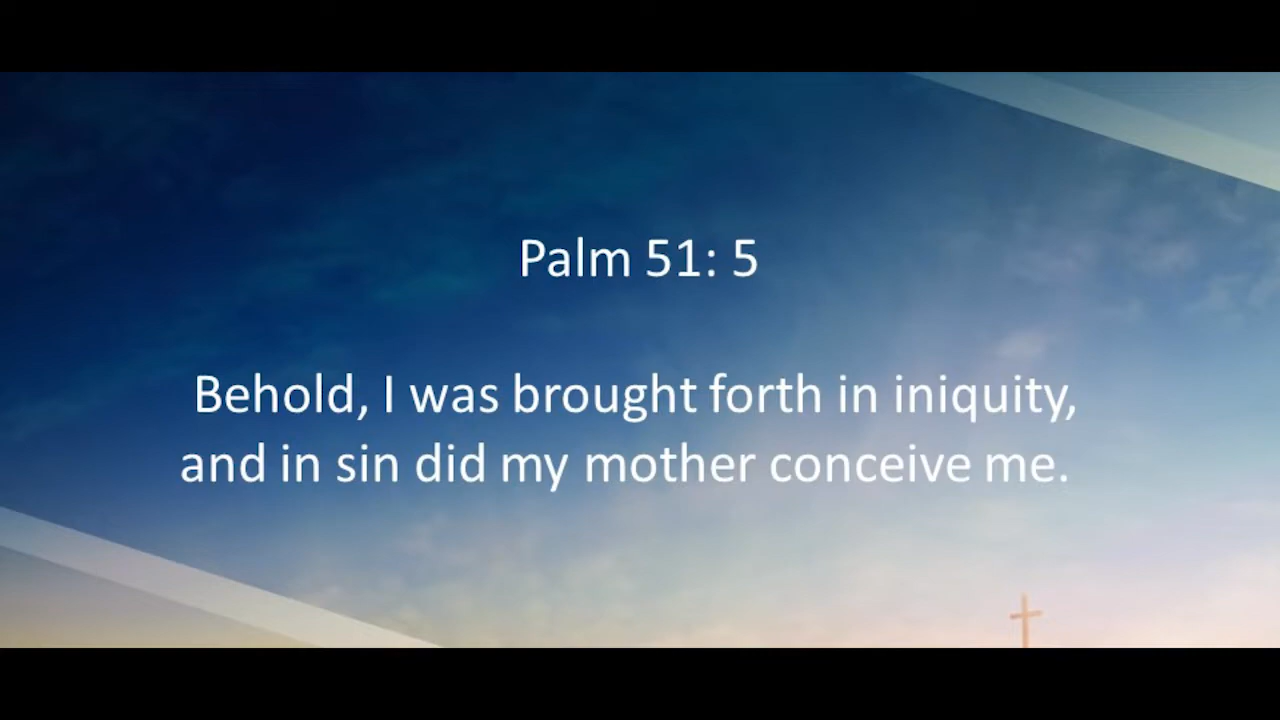 Palm 51: 5
Behold, I was brought forth in iniquity,
and in sin did my mother conceive me.